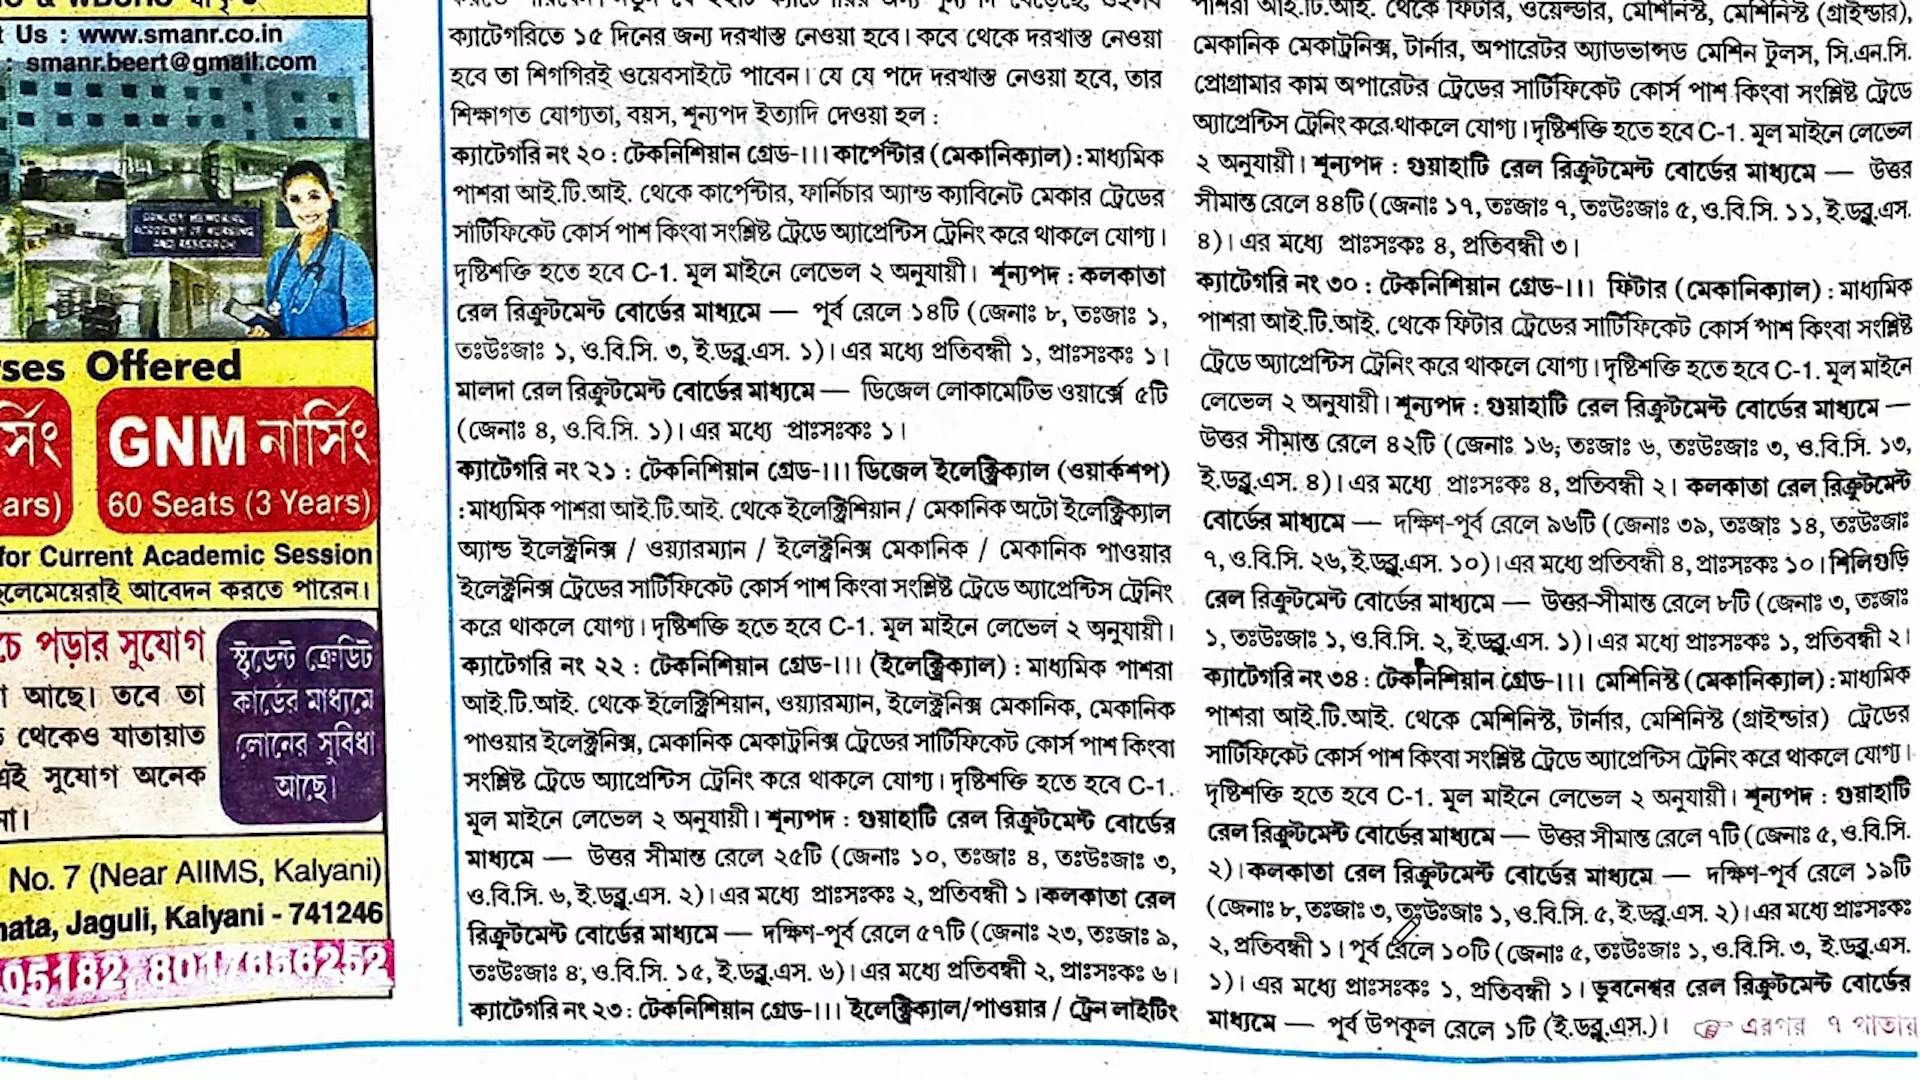 t Us : www.smanr.co.in
: smanr.beert@gmail.com
ses Offered
র্সিং
GNM নার্সিং
ears)
60 Seats (3 Years)
for Current Academic Session
ছেলেমেয়েরাই আবেদন করতে পারেন।
চে পড়ার সুযোগ
আছে। তবে তা
থেকেও যাতায়াত
এই সুযোগ অনেক
না।
স্টুডেন্ট ক্রেডিট
কার্ডের মাধ্যমে
লোনের সুবিধা
আছে।
No. 7 (Near AIIMS, Kalyani)
nata, Jaguli, Kalyani - 741246
05182, 8017656252
ক্যাটেগরিতে ১৫ দিনের জন্য দরখাস্ত নেওয়া হবে। কবে থেকে দরখাস্ত নেওয়া
হবে তা শিগগিরই ওয়েবসাইটে পাবেন। যে যে পদে দরখাস্ত নেওয়া হবে, তার
শিক্ষাগত যোগ্যতা, বয়স, শূন্যপদ ইত্যাদি দেওয়া হল :
ক্যাটেগরি নং ২০ : টেকনিশিয়ান গ্রেড-।।। কার্পেন্টার (মেকানিক্যাল) : মাধ্যমিক
পাশরা আই.টি.আই. থেকে কার্পেন্টার, ফার্নিচার অ্যান্ড ক্যাবিনেট মেকার ট্রেডের
সার্টিফিকেট কোর্স পাশ কিংবা সংশ্লিষ্ট ট্রেডে অ্যাপ্রেন্টিস ট্রেনিং করে থাকলে যোগ্য।
দৃষ্টিশক্তি হতে হবে C-1. মূল মাইনে লেভেল ২ অনুযায়ী। শূন্যপদ : কলকাতা
রেল রিক্রুটমেন্ট বোর্ডের মাধ্যমে — পূর্ব রেলে ১৪টি (জেনাঃ ৮, তঃজাঃ ১,
তঃউঃজাঃ ১, ও.বি.সি. ৩, ই.ডব্লু.এস. ১)। এর মধ্যে প্রতিবন্ধী ১, প্রাঃসঃকঃ ১।
মালদা রেল রিক্রুটমেন্ট বোর্ডের মাধ্যমে — ডিজেল লোকামেটিভ ওয়ার্ক্সে ৫টি
(জেনাঃ ৪, ও.বি.সি. ১)। এর মধ্যে প্রাঃসঃকঃ ১।
ক্যাটেগরি নং ২১ : টেকনিশিয়ান গ্রেড-।।। ডিজেল ইলেক্ট্রিক্যাল (ওয়ার্কশপ)
: মাধ্যমিক পাশরা আই.টি.আই. থেকে ইলেক্ট্রিশিয়ান / মেকানিক অটো ইলেক্ট্রিক্যাল
অ্যান্ড ইলেক্ট্রনিক্স / ওয়্যারম্যান / ইলেক্ট্রনিক্স মেকানিক / মেকানিক পাওয়ার
ইলেক্ট্রনিক্স ট্রেডের সার্টিফিকেট কোর্স পাশ কিংবা সংশ্লিষ্ট ট্রেডে অ্যাপ্রেন্টিস ট্রেনিং
করে থাকলে যোগ্য। দৃষ্টিশক্তি হতে হবে C-1. মূল মাইনে লেভেল ২ অনুযায়ী।
ক্যাটেগরি নং ২২ : টেকনিশিয়ান গ্রেড-।।। (ইলেক্ট্রিক্যাল) : মাধ্যমিক পাশরা
আই.টি.আই. থেকে ইলেক্ট্রিশিয়ান, ওয়্যারম্যান, ইলেক্ট্রনিক্স মেকানিক, মেকানিক
পাওয়ার ইলেক্ট্রনিক্স, মেকানিক মেকাট্রনিক্স ট্রেডের সার্টিফিকেট কোর্স পাশ কিংবা
সংশ্লিষ্ট ট্রেডে অ্যাপ্রেন্টিস ট্রেনিং করে থাকলে যোগ্য। দৃষ্টিশক্তি হতে হবে C-1.
মূল মাইনে লেভেল ২ অনুযায়ী। শূন্যপদ : গুয়াহাটি রেল রিক্রুটমেন্ট বোর্ডের
মাধ্যমে — উত্তর সীমান্ত রেলে ২৫টি (জেনাঃ ১০, তঃজাঃ ৪, তঃউঃজাঃ ৩,
ও.বি.সি. ৬, ই.ডব্লু.এস. ২)। এর মধ্যে প্রাঃসঃকঃ ২, প্রতিবন্ধী ১। কলকাতা রেল
রিক্রুটমেন্ট বোর্ডের মাধ্যমে — দক্ষিণ-পূর্ব রেলে ৫৭টি (জেনাঃ ২৩, তঃজাঃ ৯,
তঃউঃজাঃ ৪, ও.বি.সি. ১৫, ই.ডব্লু.এস. ৬)। এর মধ্যে প্রতিবন্ধী ২, প্রাঃসঃকঃ ৬।
ক্যাটেগরি নং ২৩ : টেকনিশিয়ান গ্রেড-।।। ইলেক্ট্রিক্যাল/পাওয়ার / ট্রেন লাইটিং
পাশরা আই.টি.আই. থেকে ফিটার, ওয়েল্ডার, মেশিনিস্ট, মেশিনিস্ট (গ্রাইন্ডার),
মেকানিক মেকাট্রনিক্স, টার্নার, অপারেটর অ্যাডভান্সড মেশিন টুলস, সি.এন.সি.
প্রোগ্রামার কাম অপারেটর ট্রেডের সার্টিফিকেট কোর্স পাশ কিংবা সংশ্লিষ্ট ট্রেডে
অ্যাপ্রেন্টিস ট্রেনিং করে থাকলে যোগ্য। দৃষ্টিশক্তি হতে হবে C-1. মূল মাইনে লেভেল
২ অনুযায়ী। শূন্যপদ : গুয়াহাটি রেল রিক্রুটমেন্ট বোর্ডের মাধ্যমে — উত্তর
সীমান্ত রেলে ৪৪টি (জেনাঃ ১৭, তঃজাঃ ৭, তঃউঃজাঃ ৫, ও.বি.সি. ১১, ই.ডব্লু.এস.
৪)। এর মধ্যে প্রাঃসঃকঃ ৪, প্রতিবন্ধী ৩।
ক্যাটেগরি নং ৩০ : টেকনিশিয়ান গ্রেড-।।। ফিটার (মেকানিক্যাল) : মাধ্যমিক
পাশরা আই.টি.আই. থেকে ফিটার ট্রেডের সার্টিফিকেট কোর্স পাশ কিংবা সংশ্লিষ্ট
ট্রেডে অ্যাপ্রেন্টিস ট্রেনিং করে থাকলে যোগ্য। দৃষ্টিশক্তি হতে হবে C-1. মূল মাইনে
লেভেল ২ অনুযায়ী। শূন্যপদ : গুয়াহাটি রেল রিক্রুটমেন্ট বোর্ডের মাধ্যমে —
উত্তর সীমান্ত রেলে ৪২টি (জেনাঃ ১৬; তঃজাঃ ৬, তঃউঃজাঃ ৩, ও.বি.সি. ১৩,
ই.ডব্লু.এস. ৪)। এর মধ্যে প্রাঃসঃকঃ ৪, প্রতিবন্ধী ২। কলকাতা রেল রিক্রুটমেন্ট
বোর্ডের মাধ্যমে — দক্ষিণ-পূর্ব রেলে ৯৬টি (জেনাঃ ৩৯, তঃজাঃ ১৪, তঃউঃজাঃ
৭, ও.বি.সি. ২৬, ই.ডব্লু.এস. ১০)। এর মধ্যে প্রতিবন্ধী ৪, প্রাঃসঃকঃ ১০। শিলিগুড়ি
রেল রিক্রুটমেন্ট বোর্ডের মাধ্যমে — উত্তর-সীমান্ত রেলে ৮টি (জেনাঃ ৩, তঃজাঃ
১, তঃউঃজাঃ ১, ও.বি.সি. ২, ই.ডব্লু.এস. ১)। এর মধ্যে প্রাঃসঃকঃ ১, প্রতিবন্ধী ২।
ক্যাটেগরি নং ৩৪ : টেকনিশিয়ান গ্রেড-।।। মেশিনিস্ট (মেকানিক্যাল) : মাধ্যমিক
পাশরা আই.টি.আই. থেকে মেশিনিস্ট, টার্নার, মেশিনিস্ট (গ্রাইন্ডার) ট্রেডের
সার্টিফিকেট কোর্স পাশ কিংবা সংশ্লিষ্ট ট্রেডে অ্যাপ্রেন্টিস ট্রেনিং করে থাকলে যোগ্য।
দৃষ্টিশক্তি হতে হবে C-1. মূল মাইনে লেভেল ২ অনুযায়ী। শূন্যপদ : গুয়াহাটি
রেল রিক্রুটমেন্ট বোর্ডের মাধ্যমে — উত্তর সীমান্ত রেলে ৭টি (জেনাঃ ৫, ও.বি.সি.
২)। কলকাতা রেল রিক্রুটমেন্ট বোর্ডের মাধ্যমে — দক্ষিণ-পূর্ব রেলে ১৯টি
(জেনাঃ ৮, তঃজাঃ ৩, তঃউঃজাঃ ১, ও.বি.সি. ৫, ই.ডব্লু.এস. ২)। এর মধ্যে প্রাঃসঃকঃ
২, প্রতিবন্ধী ১। পূর্ব রেলে ১০টি (জেনাঃ ৫, তঃউঃজাঃ ১, ও.বি.সি. ৩, ই.ডব্লু.এস.
১)। এর মধ্যে প্রাঃসঃকঃ ১, প্রতিবন্ধী ১। ভুবনেশ্বর রেল রিক্রুটমেন্ট বোর্ডের
মাধ্যমে — পূর্ব উপকূল রেলে ১টি (ই.ডব্লু.এস.)। এরপর ৭ পাতায়